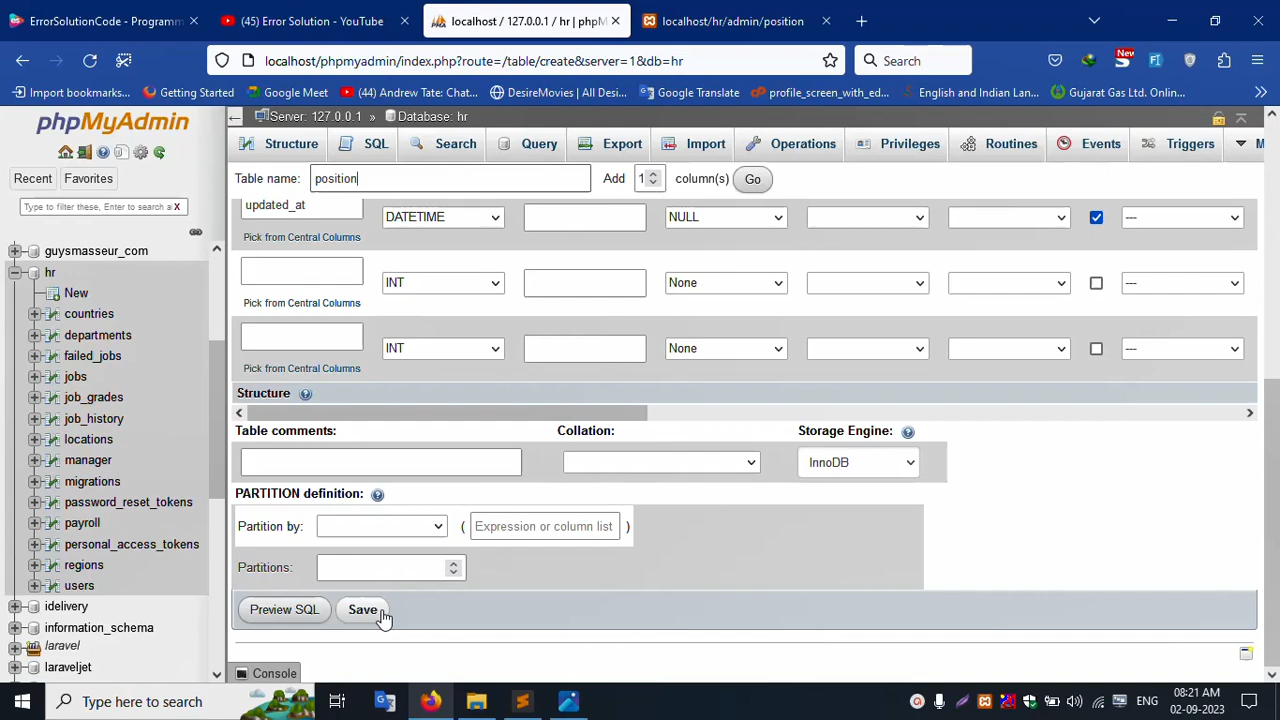 ErrorSolutionCode - Programm
(45) Error Solution - YouTube
localhost / 127.0.0.1 / hr | phpM
localhost/hr/admin/position
localhost/phpmyadmin/index.php?route=/table/create&server=1&db=hr
Search
New
Import bookmarks...
Getting Started
Google Meet
(44) Andrew Tate: Chat...
DesireMovies | All Desi...
Google Translate
profile_screen_with_ed...
English and Indian Lan...
Gujarat Gas Ltd. Onlin...
phpMyAdmin
Recent
Favorites
Type to filter these, Enter to search a
X
guysmasseur_com
hr
New
countries
departments
failed_jobs
jobs
job_grades
job_history
locations
manager
migrations
password_reset_tokens
payroll
personal_access_tokens
regions
users
idelivery
information_schema
laravel
laraveljet
Server: 127.0.0.1 » Database: hr
Structure
SQL
Search
Query
Export
Import
Operations
Privileges
Routines
Events
Triggers
M
Table name: position Add 1 column(s) Go
updated_at DATETIME NULL ---
Pick from Central Columns
INT None ---
Pick from Central Columns
INT None ---
Pick from Central Columns
Structure
Table comments: Collation: Storage Engine:
InnoDB
PARTITION definition:
Partition by: ( Expression or column list )
Partitions:
Preview SQL Save
Console
Type here to search
ENG
08:21 AM
02-09-2023